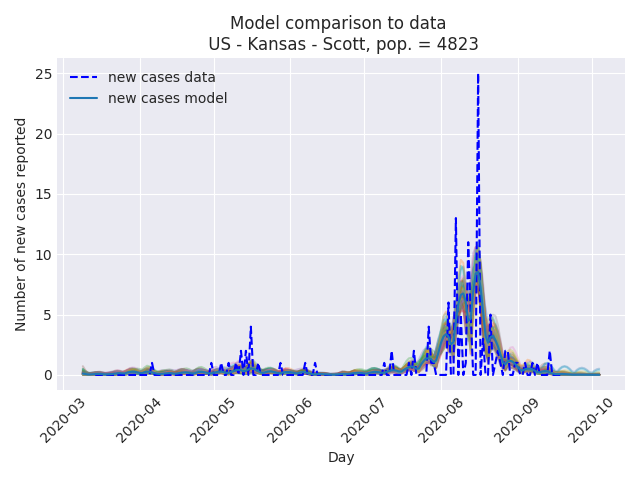 Model comparison to data
US - Kansas - Scott, pop. = 4823
new cases data
new cases model
Number of new cases reported
25
20
15
10
5
0
2020-03
2020-04
2020-05
2020-06
2020-07
2020-08
2020-09
2020-10
Day